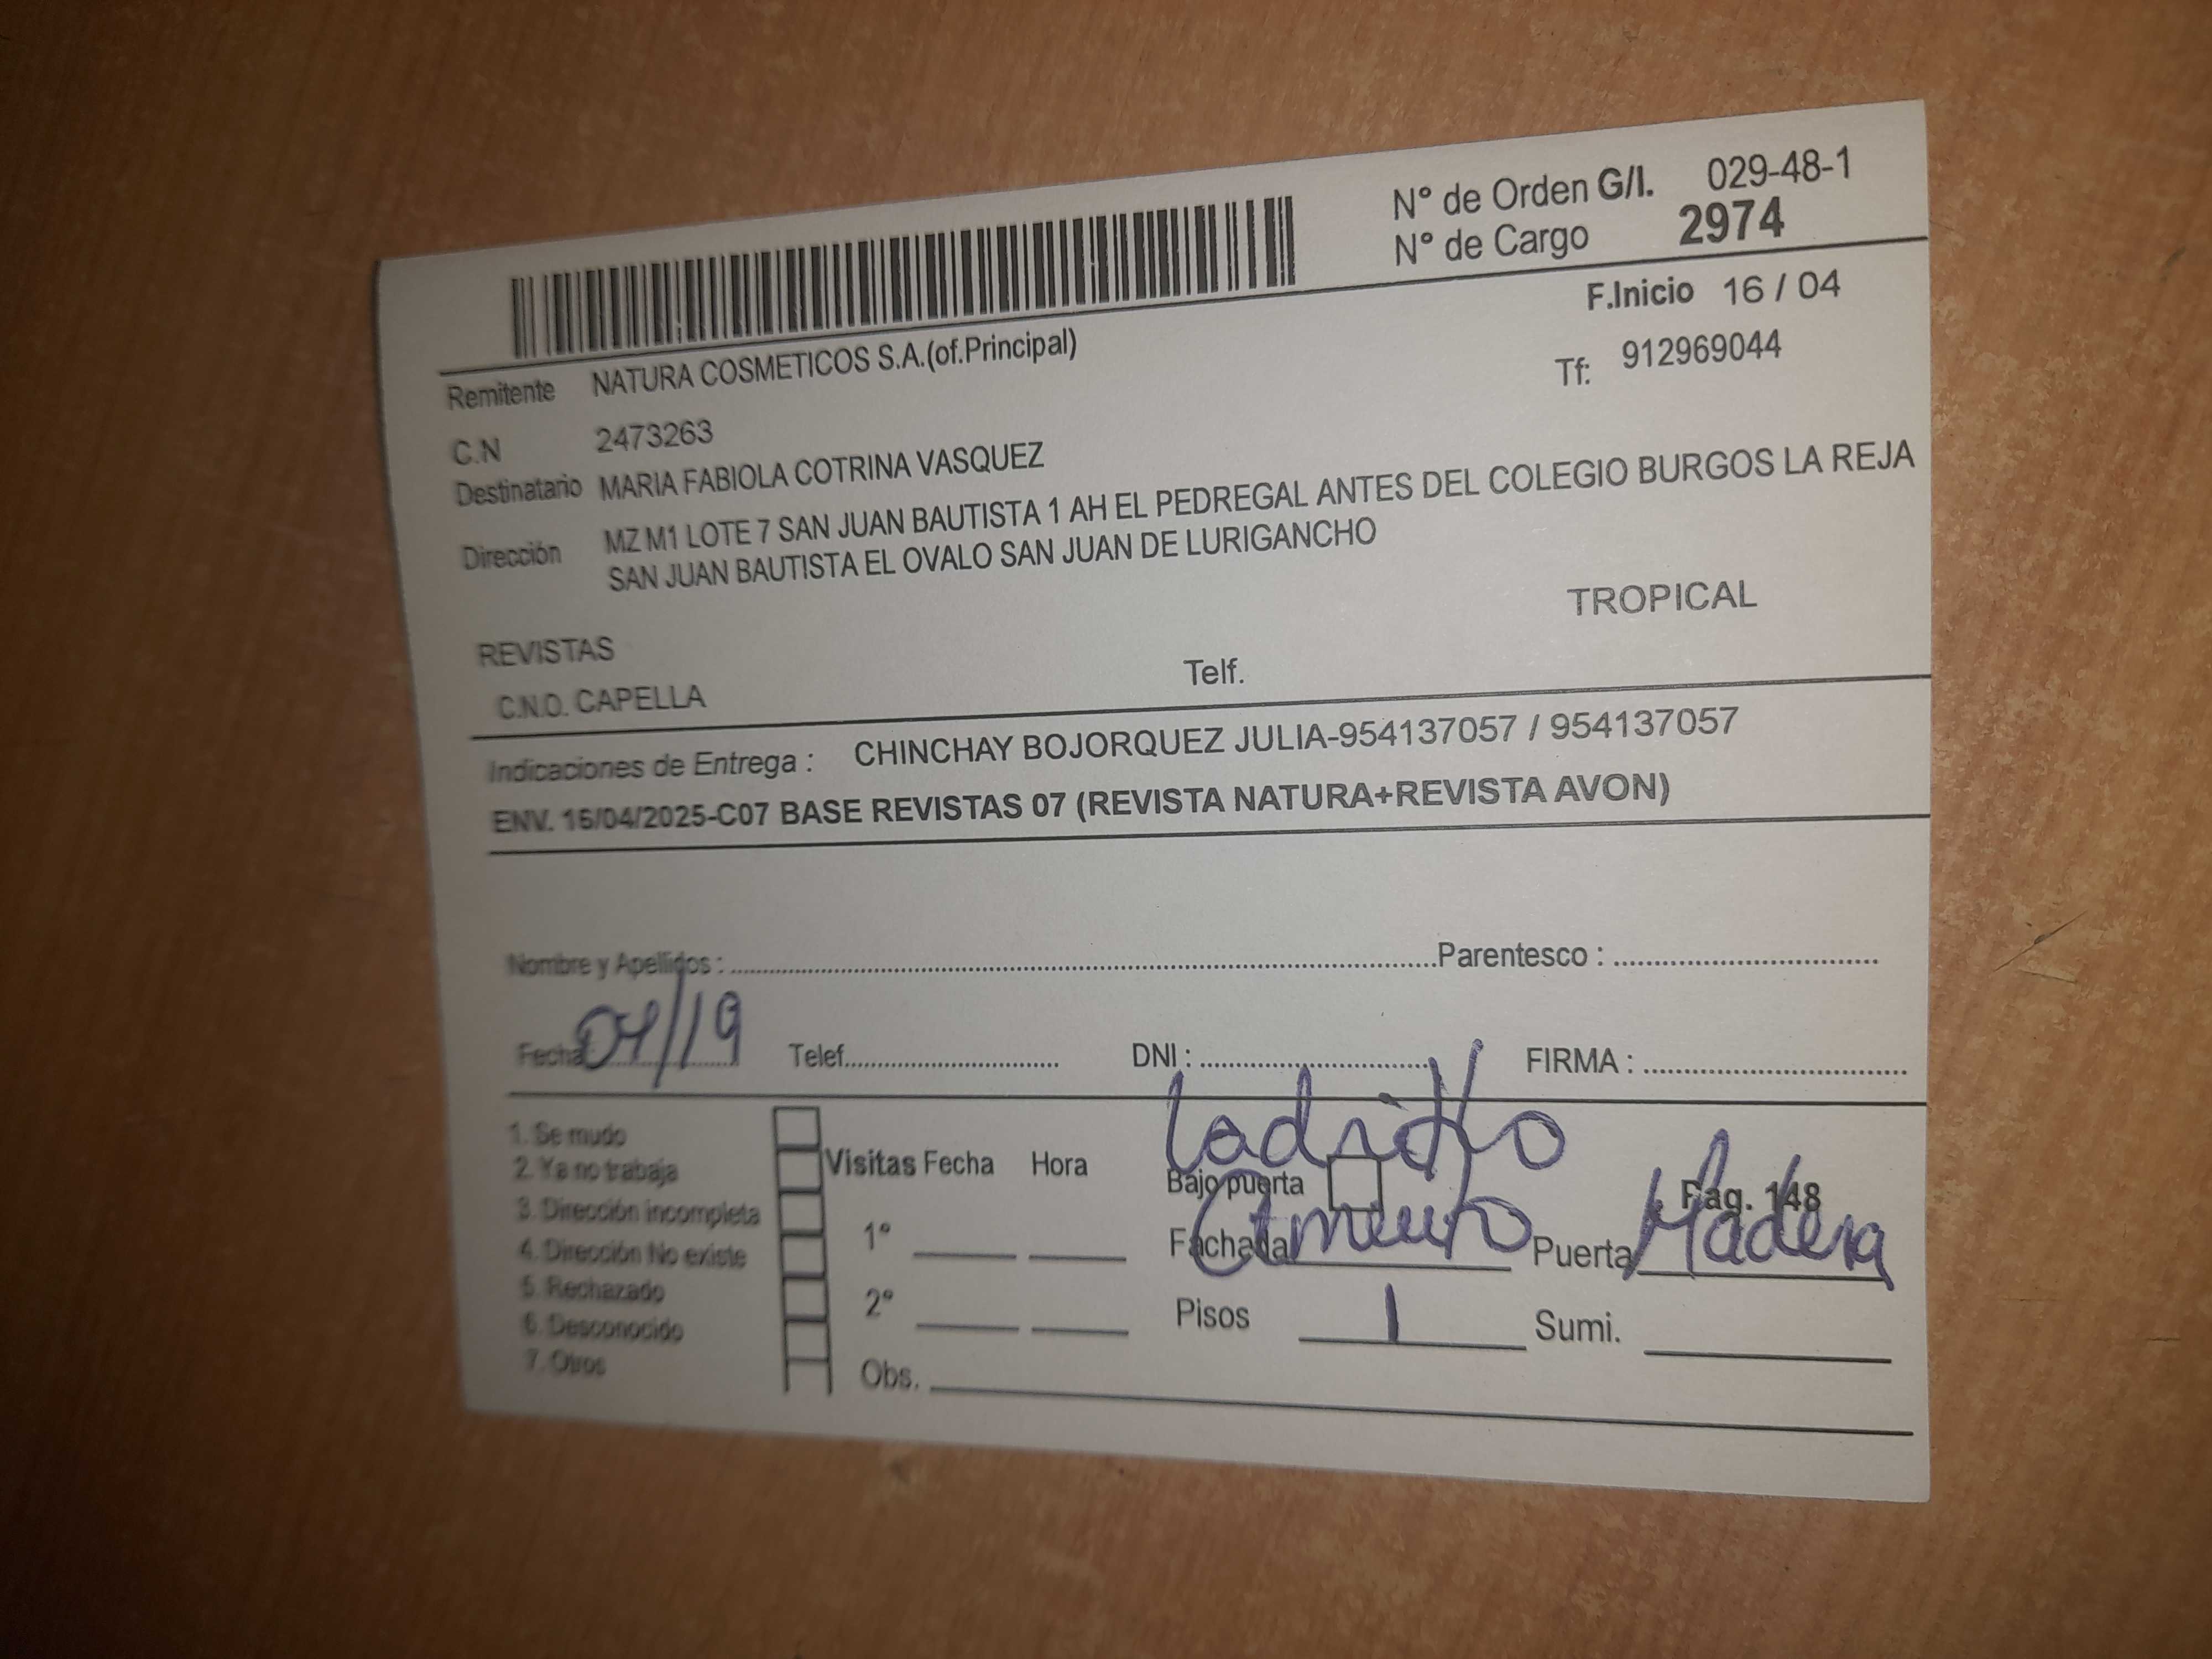 N° de Orden G/I. 029-48-1
N° de Cargo 2974
F.Inicio 16 / 04
Remitente NATURA COSMETICOS S.A.(of.Principal)
Tf: 912969044
C.N 2473263
Destinatario MARIA FABIOLA COTRINA VASQUEZ
Dirección MZ M1 LOTE 7 SAN JUAN BAUTISTA 1 AH EL PEDREGAL ANTES DEL COLEGIO BURGOS LA REJA
SAN JUAN BAUTISTA EL OVALO SAN JUAN DE LURIGANCHO
TROPICAL
REVISTAS
C.N.O. CAPELLA Telf.
Indicaciones de Entrega : CHINCHAY BOJORQUEZ JULIA-954137057 / 954137057
ENV. 16/04/2025-C07 BASE REVISTAS 07 (REVISTA NATURA+REVISTA AVON)
Nombre y Apellidos : Parentesco :
Fecha 04/19 Telef. DNI : FIRMA :
Ladrillo
1. Se mudo
2. Ya no trabaja
3. Dirección incompleta
4. Dirección No existe
5. Rechazado
6. Desconocido
7. Otros
Visitas Fecha Hora
1°
2°
Obs.
Bajo puerta Pag. 148
Fachada Cemento Puerta Madera
Pisos 1 Sumi.